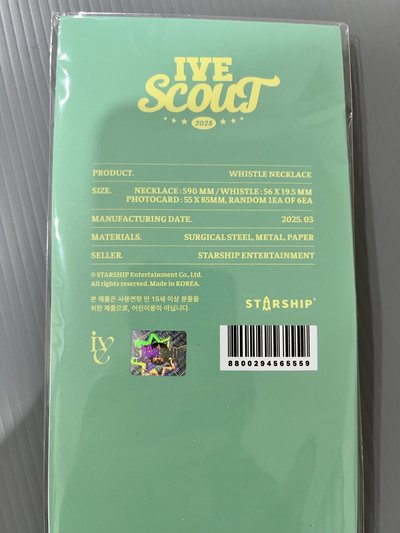 IVE
SCOUT
2025
PRODUCT. WHISTLE NECKLACE
SIZE. NECKLACE : 590 MM / WHISTLE : 56 X 19.5 MM
PHOTOCARD : 55 X 85MM, RANDOM 1EA OF 6EA
MANUFACTURING DATE. 2025. 03
MATERIALS. SURGICAL STEEL, METAL, PAPER
SELLER. STARSHIP ENTERTAINMENT
©STARSHIP Entertainment Co., Ltd.
All rights reserved. Made in KOREA.
본 제품은 사용연령 만 15세 이상 분들을
위한 제품으로, 어린이용이 아닙니다.
STARSHIP®
ive
8800294565559